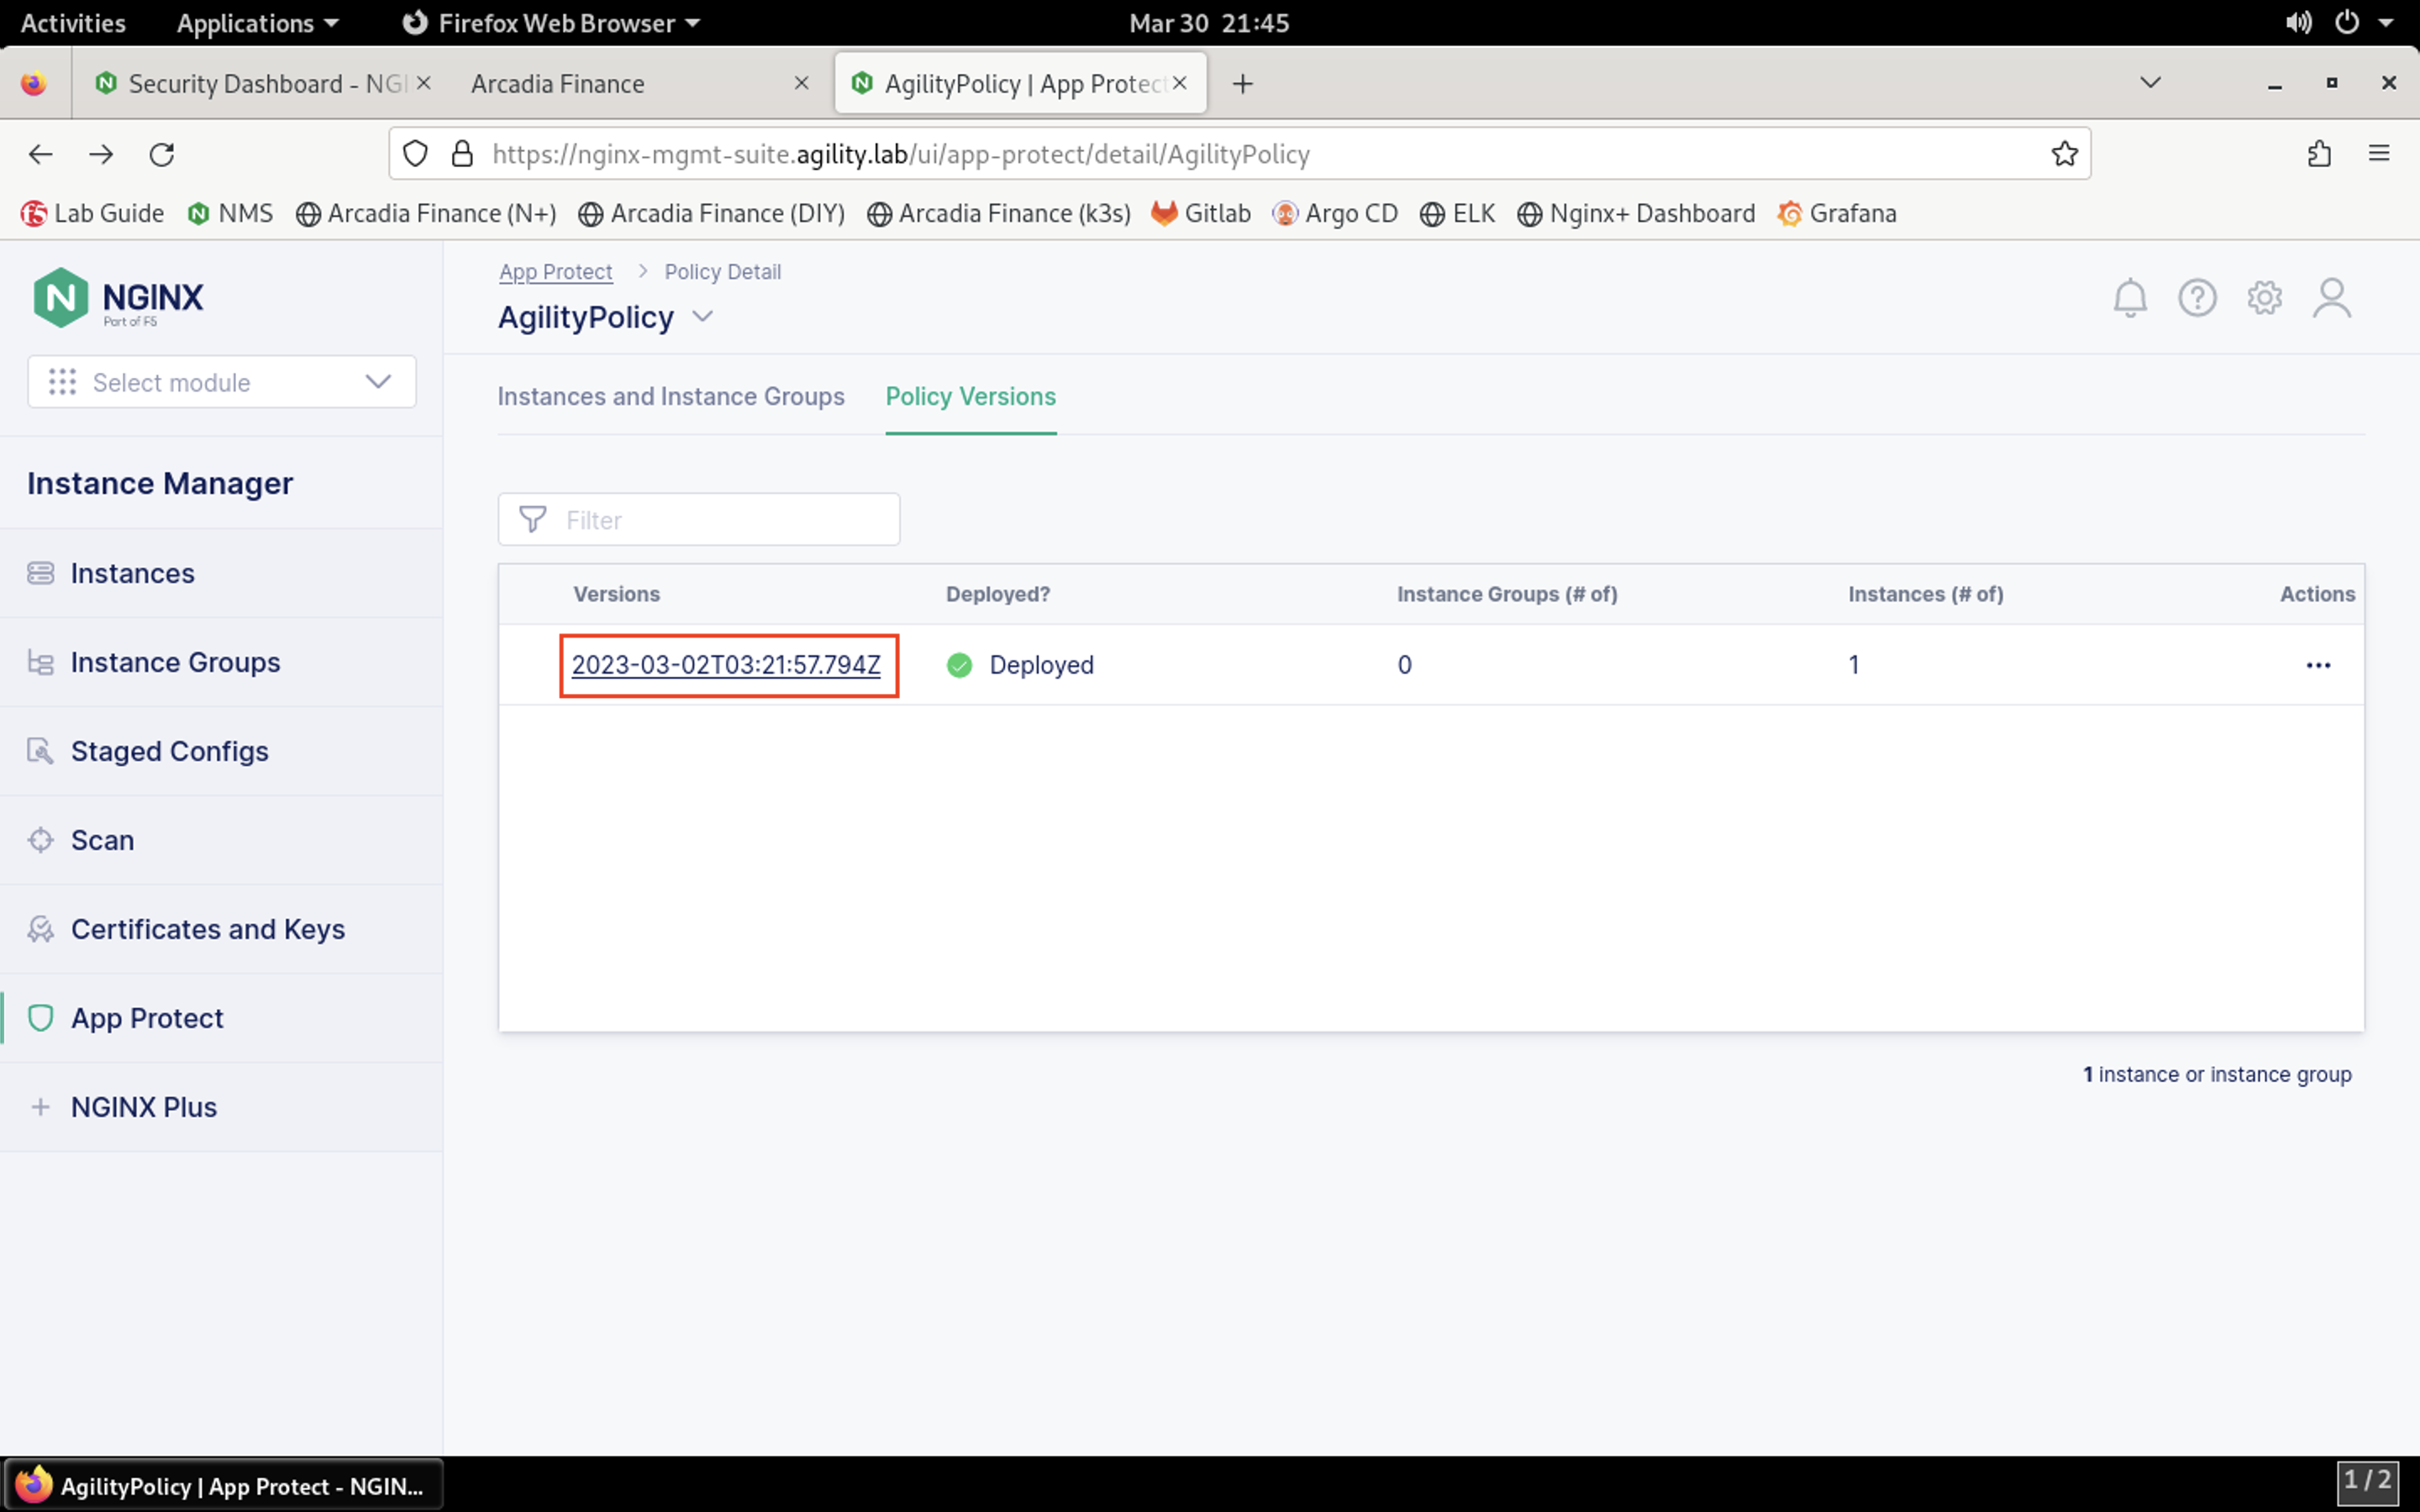 Activities Applications Firefox Web Browser Mar 30 21:45
Security Dashboard - NGI Arcadia Finance AgilityPolicy | App Protect
https://nginx-mgmt-suite.agility.lab/ui/app-protect/detail/AgilityPolicy
Lab Guide NMS Arcadia Finance (N+) Arcadia Finance (DIY) Arcadia Finance (k3s) Gitlab Argo CD ELK Nginx+ Dashboard Grafana
NGINX
Part of F5
Select module
Instance Manager
Instances
Instance Groups
Staged Configs
Scan
Certificates and Keys
App Protect
NGINX Plus
App Protect > Policy Detail
AgilityPolicy
Instances and Instance Groups Policy Versions
Filter
Versions Deployed? Instance Groups (# of) Instances (# of) Actions
2023-03-02T03:21:57.794Z Deployed 0 1 ...
1 instance or instance group
AgilityPolicy | App Protect - NGIN...
1 / 2